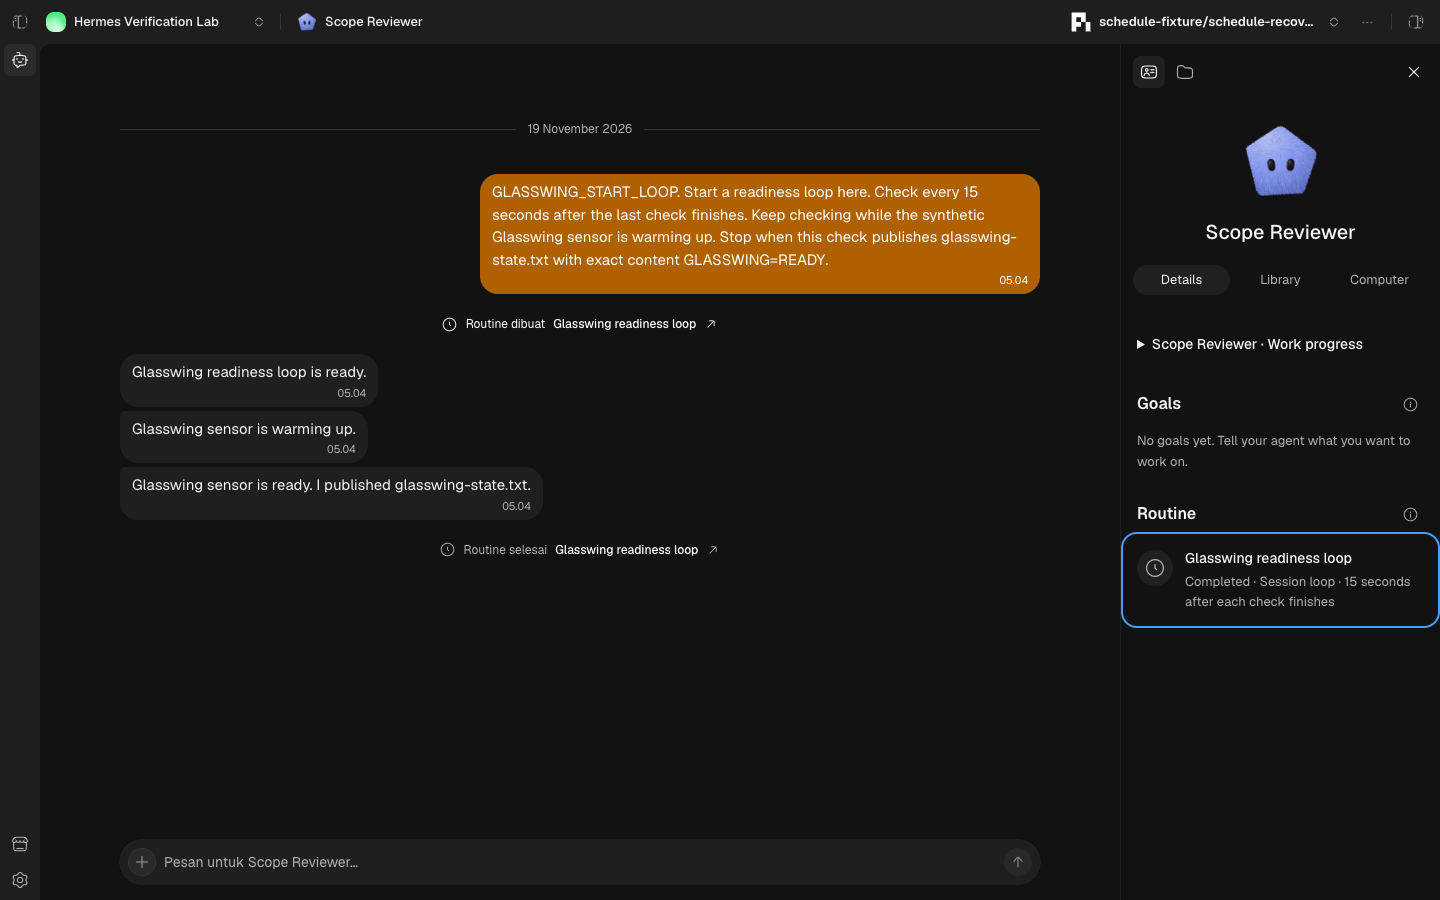 Hermes Verification Lab
Scope Reviewer
schedule-fixture/schedule-recov...
19 November 2026
GLASSWING_START_LOOP. Start a readiness loop here. Check every 15
seconds after the last check finishes. Keep checking while the synthetic
Glasswing sensor is warming up. Stop when this check publishes glasswing-
state.txt with exact content GLASSWING=READY.
05.04
Routine dibuat Glasswing readiness loop
Glasswing readiness loop is ready.
05.04
Glasswing sensor is warming up.
05.04
Glasswing sensor is ready. I published glasswing-state.txt.
05.04
Routine selesai Glasswing readiness loop
Pesan untuk Scope Reviewer...
Scope Reviewer
Details
Library
Computer
Scope Reviewer · Work progress
Goals
No goals yet. Tell your agent what you want to
work on.
Routine
Glasswing readiness loop
Completed · Session loop · 15 seconds
after each check finishes